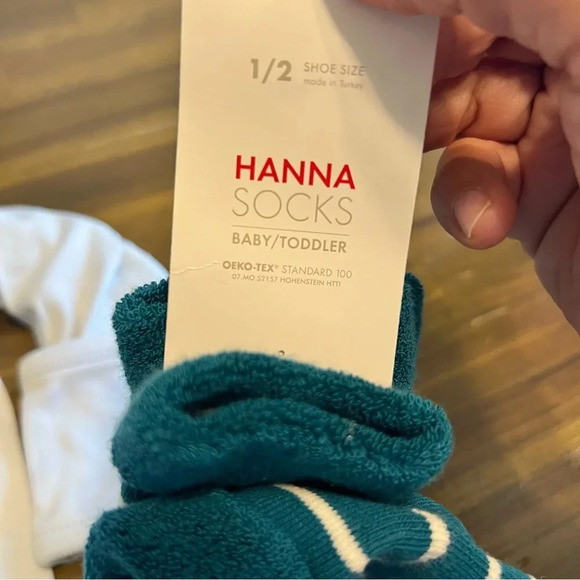 1/2 SHOE SIZE
made in Turkey
HANNA
SOCKS
BABY/TODDLER
OEKO-TEX® STANDARD 100
07.MO.52157 HOHENSTEIN HTTI